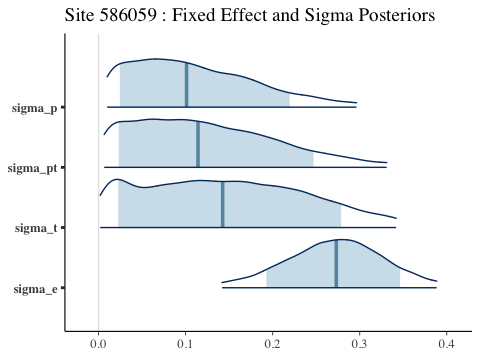 Site 586059 : Fixed Effect and Sigma Posteriors
sigma_p
sigma_pt
sigma_t
sigma_e
0.0 0.1 0.2 0.3 0.4